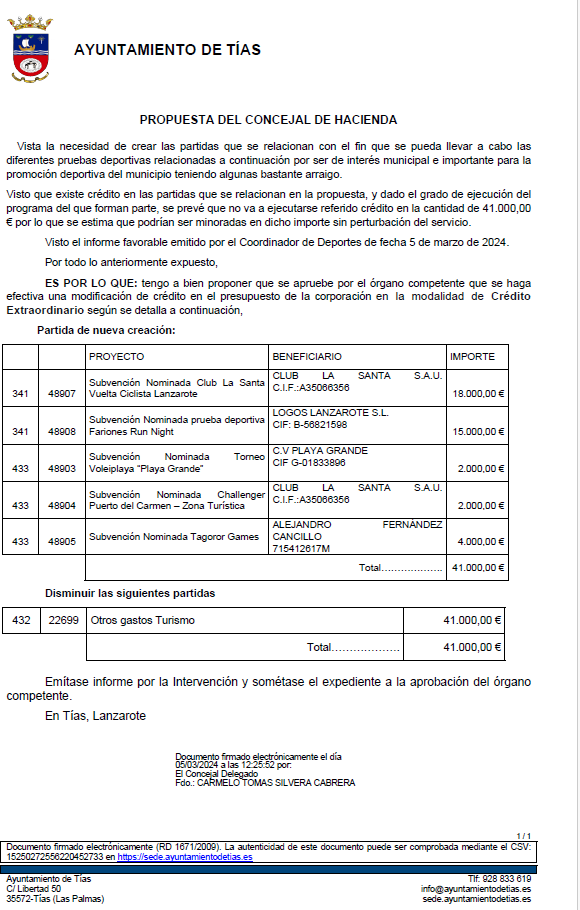 AYUNTAMIENTO DE TÍAS
PROPUESTA DEL CONCEJAL DE HACIENDA
Vista la necesidad de crear las partidas que se relacionan con el fin que se pueda llevar a cabo las
diferentes pruebas deportivas relacionadas a continuación por ser de interés municipal e importante para la
promoción deportiva del municipio teniendo algunas bastante arraigo.
Visto que existe crédito en las partidas que se relacionan en la propuesta, y dado el grado de ejecución del
programa del que forman parte, se prevé que no va a ejecutarse referido crédito en la cantidad de 41.000,00
€ por lo que se estima que podrían ser minoradas en dicho importe sin perturbación del servicio.
Visto el informe favorable emitido por el Coordinador de Deportes de fecha 5 de marzo de 2024.
Por todo lo anteriormente expuesto,
ES POR LO QUE: tengo a bien proponer que se apruebe por el órgano competente que se haga
efectiva una modificación de crédito en el presupuesto de la corporación en la modalidad de Crédito
Extraordinario según se detalla a continuación,
Partida de nueva creación:
PROYECTO BENEFICIARIO IMPORTE
341 48907 Subvención Nominada Club La Santa
Vuelta Ciclista Lanzarote
CLUB LA SANTA S.A.U.
C.I.F.:A35066356
18.000,00 €
341 48908 Subvención Nominada prueba deportiva
Fariones Run Night
LOGOS LANZAROTE S.L.
CIF: B-56821598
15.000,00 €
433 48903 Subvención Nominada Torneo
Voleiplaya "Playa Grande"
C.V PLAYA GRANDE
CIF G-01833896
2.000,00 €
433 48904 Subvención Nominada Challenger
Puerto del Carmen – Zona Turística
CLUB LA SANTA S.A.U.
C.I.F.:A35066356
2.000,00 €
433 48905 Subvención Nominada Tagoror Games
ALEJANDRO FERNÁNDEZ
CANCILLO
715412617M
4.000,00 €
Total……………….. 41.000,00 €
Disminuir las siguientes partidas
432 22699 Otros gastos Turismo 41.000,00 €
Total……………….. 41.000,00 €
Emítase informe por la Intervención y sométase el expediente a la aprobación del órgano
competente.
En Tías, Lanzarote
Documento firmado electrónicamente el día
05/03/2024 a las 12:25:52 por:
El Concejal Delegado
Fdo.: CARMELO TOMAS SILVERA CABRERA
1 / 1
Documento firmado electrónicamente (RD 1671/2009). La autenticidad de este documento puede ser comprobada mediante el CSV:
15250272556220452733 en https://sede.ayuntamientodetias.es
Ayuntamiento de Tías
C/ Libertad 50
35572-Tías (Las Palmas)
Tlf: 928 833 619
info@ayuntamientodetias.es
sede.ayuntamientodetias.es